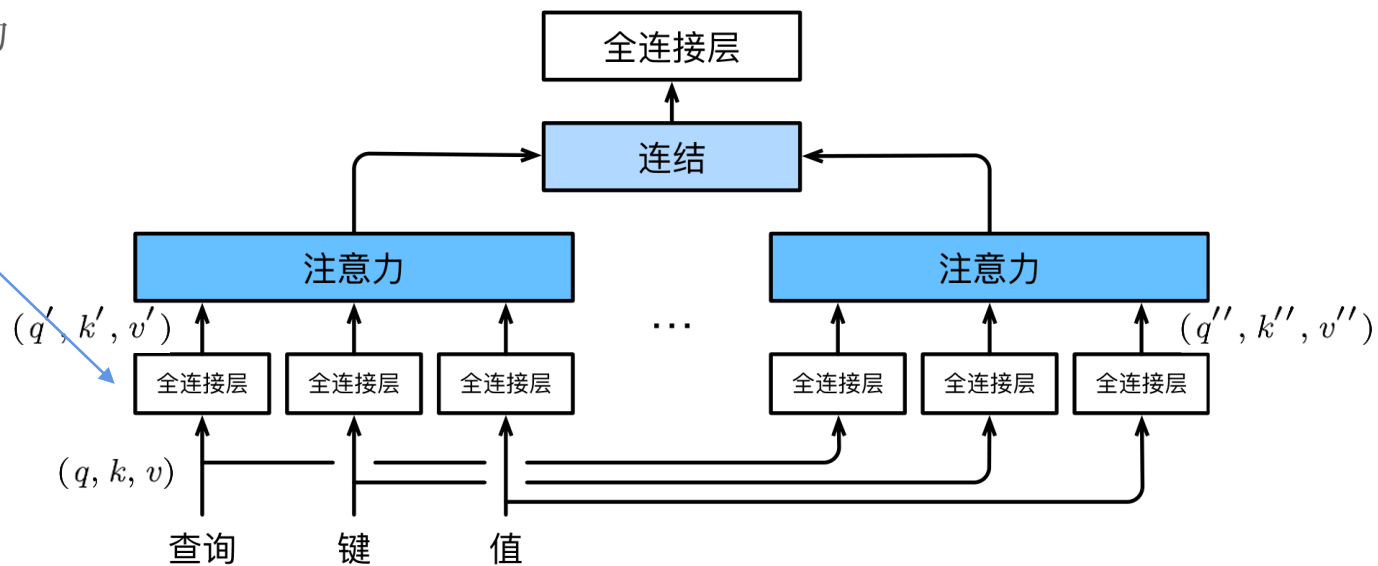 全连接层
连结
注意力 注意力
(q′, k′, v′) … (q′′, k′′, v′′)
全连接层 全连接层 全连接层 全连接层 全连接层 全连接层
(q, k, v)
查询 键 值